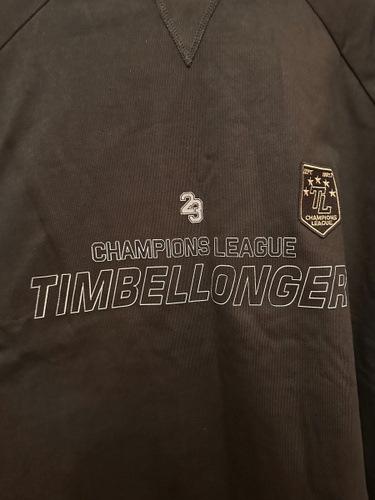 23
CHAMPIONS LEAGUE
TIMBELLONGER
TL
CHAMPIONS
LEAGUE